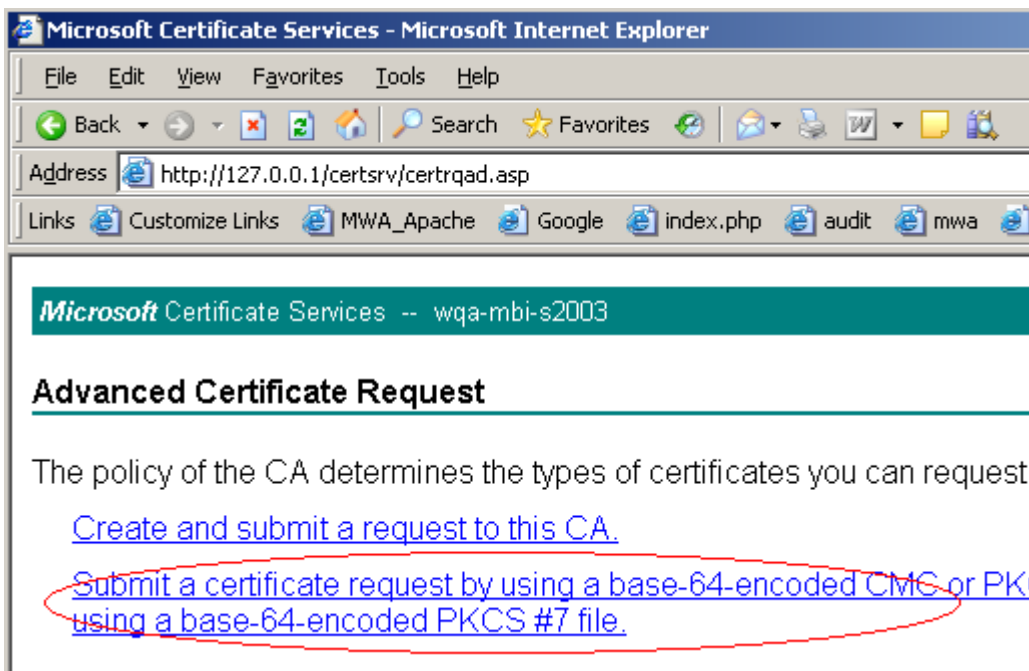 Microsoft Certificate Services - Microsoft Internet Explorer
File Edit View Favorites Tools Help
Back Search Favorites
Address http://127.0.0.1/certsrv/certrqad.asp
Links Customize Links MWA_Apache Google index.php audit mwa
Microsoft Certificate Services -- wqa-mbi-s2003
Advanced Certificate Request
The policy of the CA determines the types of certificates you can request
Create and submit a request to this CA.
Submit a certificate request by using a base-64-encoded CMC or PK
using a base-64-encoded PKCS #7 file.